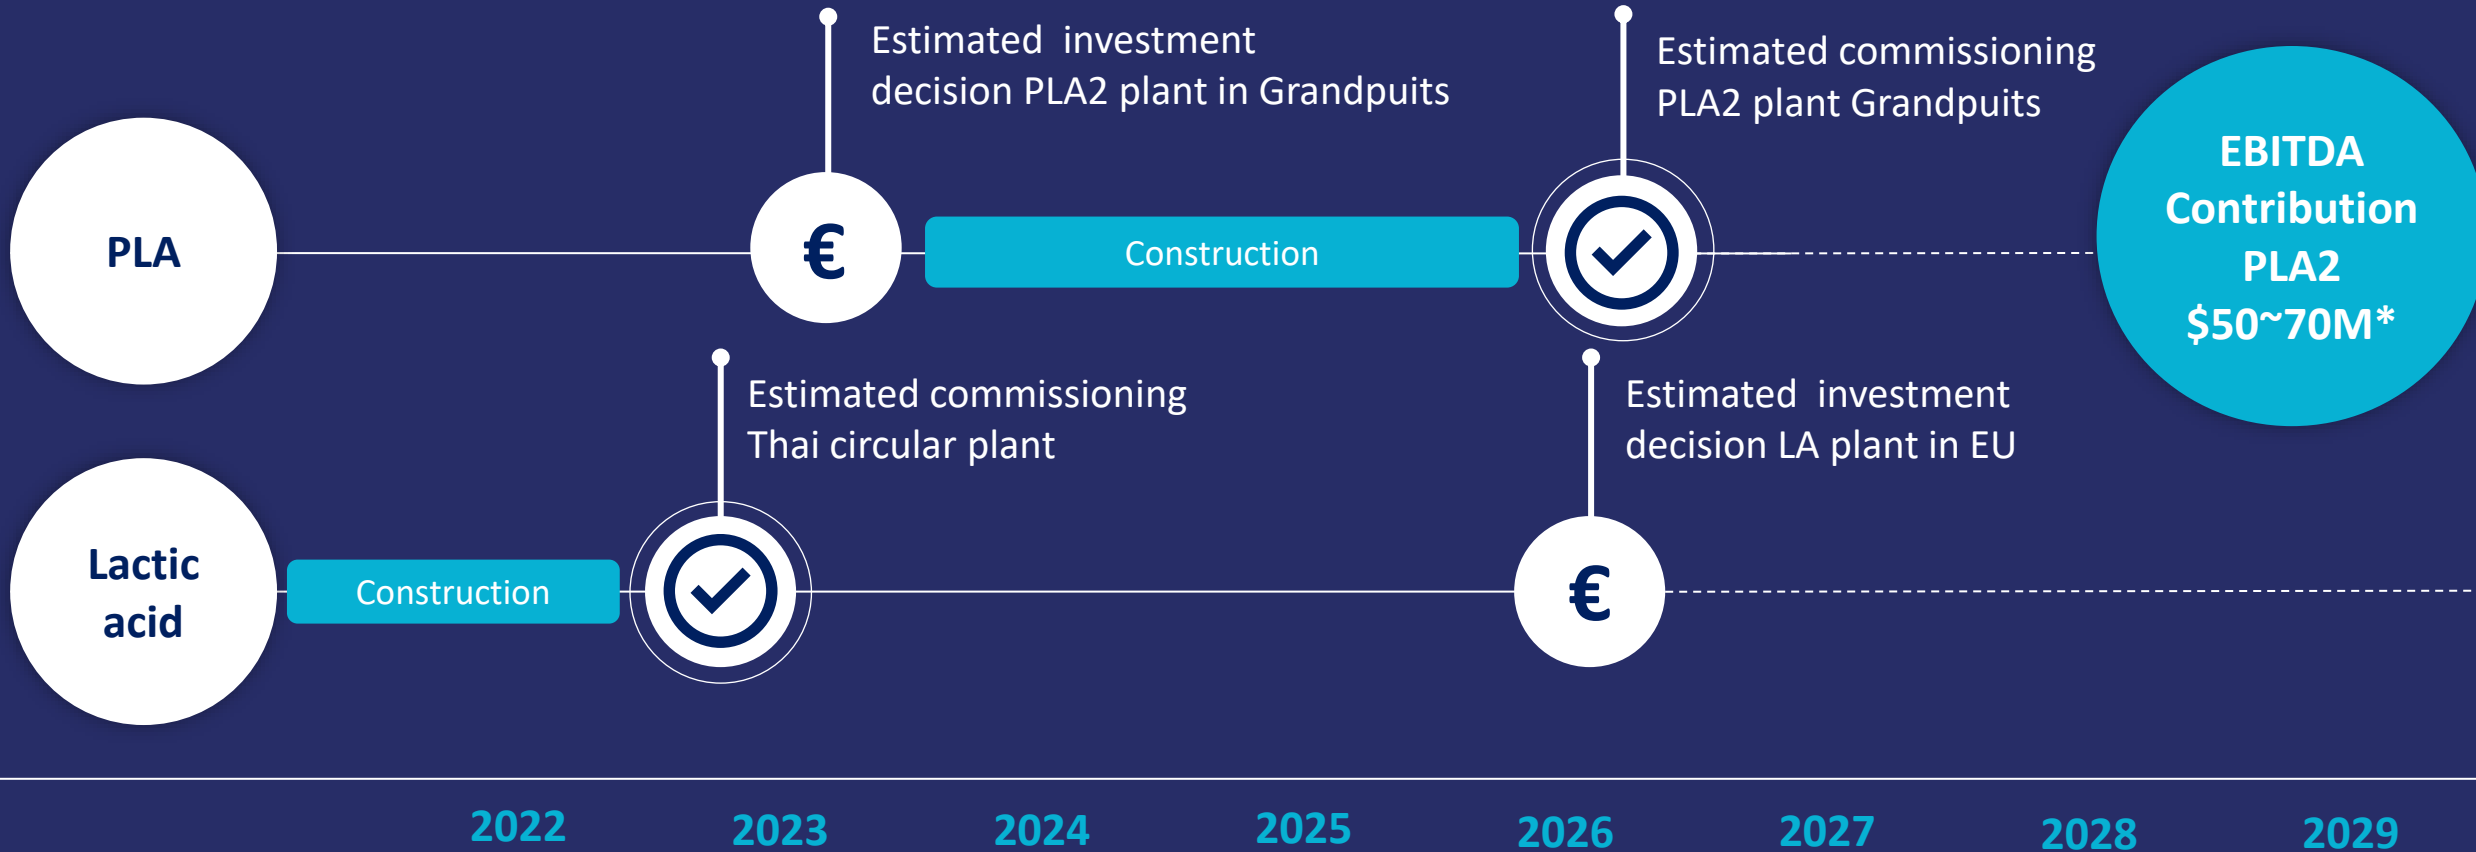 Estimated investment
decision PLA2 plant in Grandpuits
Estimated commissioning
PLA2 plant Grandpuits
EBITDA
Contribution
PLA2
$50~70M*
PLA
€
Construction
Estimated commissioning
Thai circular plant
Estimated investment
decision LA plant in EU
Lactic
acid
Construction
€
2022
2023
2024
2025
2026
2027
2028
2029